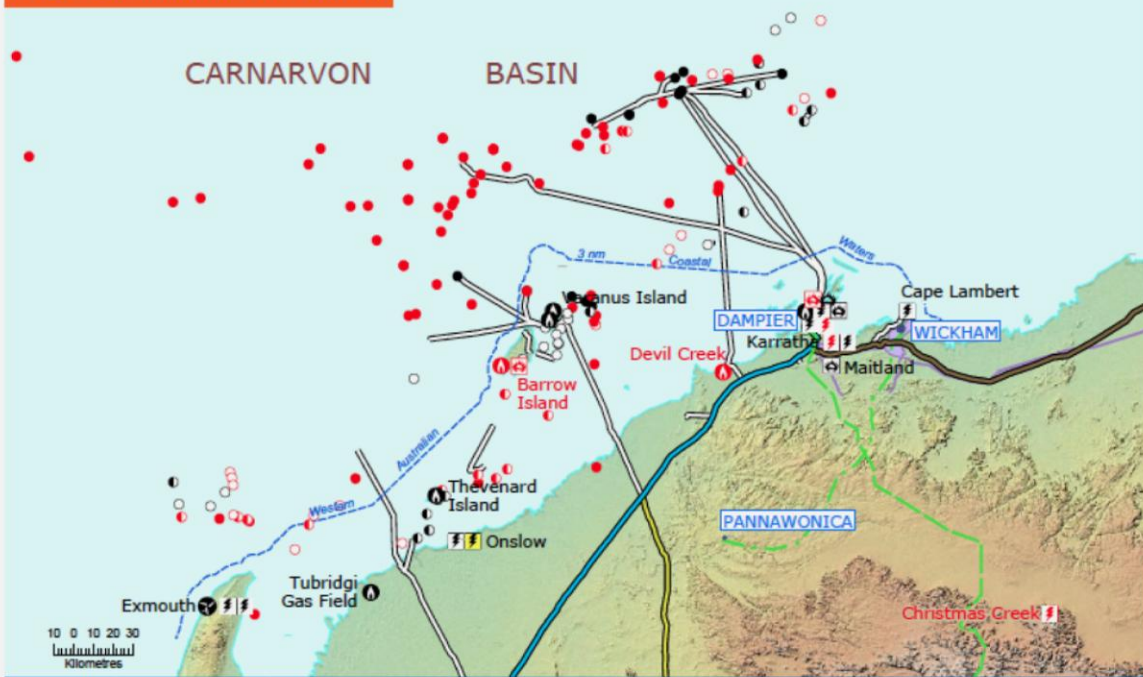 CARNARVON BASIN
3 nm
Coastal
Waters
Varanus Island
Cape Lambert
DAMPIER
WICKHAM
Karratha
Devil Creek
Maitland
Barrow
Island
Australian
Thevenard
Island
Western
PANNAWONICA
Onslow
Tubridgi
Gas Field
Exmouth
Christmas Creek
10 0 10 20 30
Kilometres